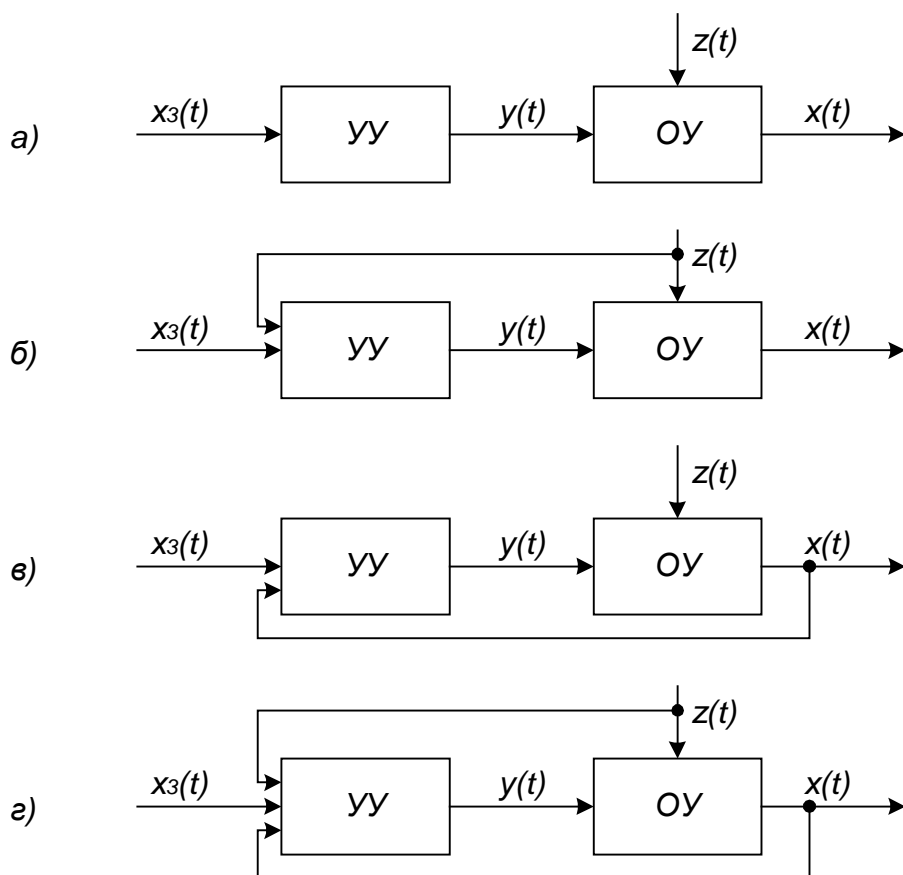 z(t)
а) xз(t) УУ y(t) ОУ x(t)
z(t)
б) xз(t) УУ y(t) ОУ x(t)
z(t)
в) xз(t) УУ y(t) ОУ x(t)
z(t)
г) xз(t) УУ y(t) ОУ x(t)